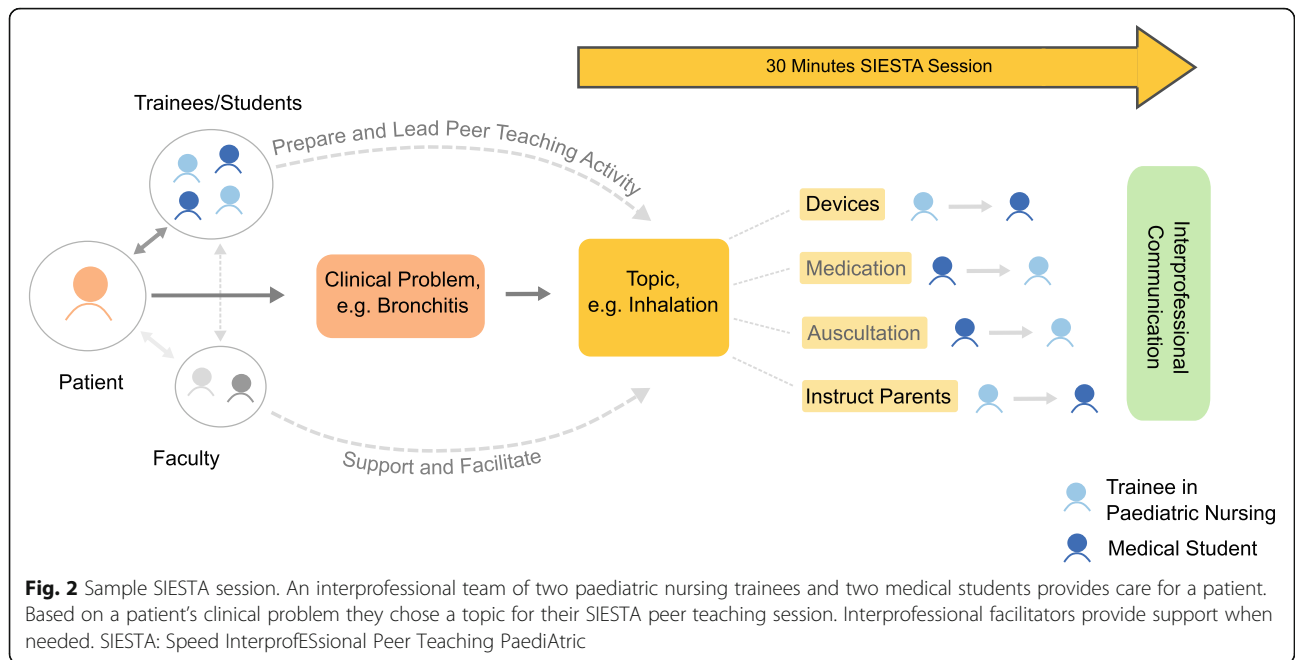 30 Minutes SIESTA Session
Trainees/Students
Prepare and Lead Peer Teaching Activity
Devices
Medication
Auscultation
Instruct Parents
Interprofessional
Communication
Clinical Problem,
e.g. Bronchitis
Topic,
e.g. Inhalation
Patient
Faculty
Support and Facilitate
Trainee in
Paediatric Nursing
Medical Student
Fig. 2 Sample SIESTA session. An interprofessional team of two paediatric nursing trainees and two medical students provides care for a patient.
Based on a patient's clinical problem they chose a topic for their SIESTA peer teaching session. Interprofessional facilitators provide support when
needed. SIESTA: Speed InterprofESsional Peer Teaching PaediAtric